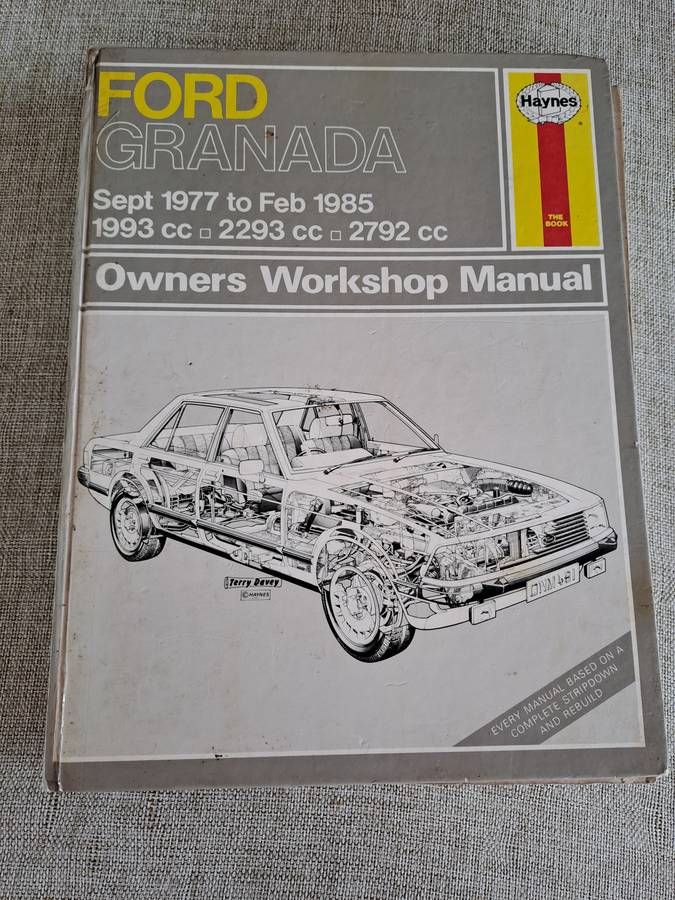 FORD
GRANADA
Sept 1977 to Feb 1985
1993 cc □ 2293 cc □ 2792 cc
Haynes
®
THE
BOOK
Owners Workshop Manual
Terry Davey
© HAYNES
EVERY MANUAL BASED ON A
COMPLETE STRIPDOWN
AND REBUILD